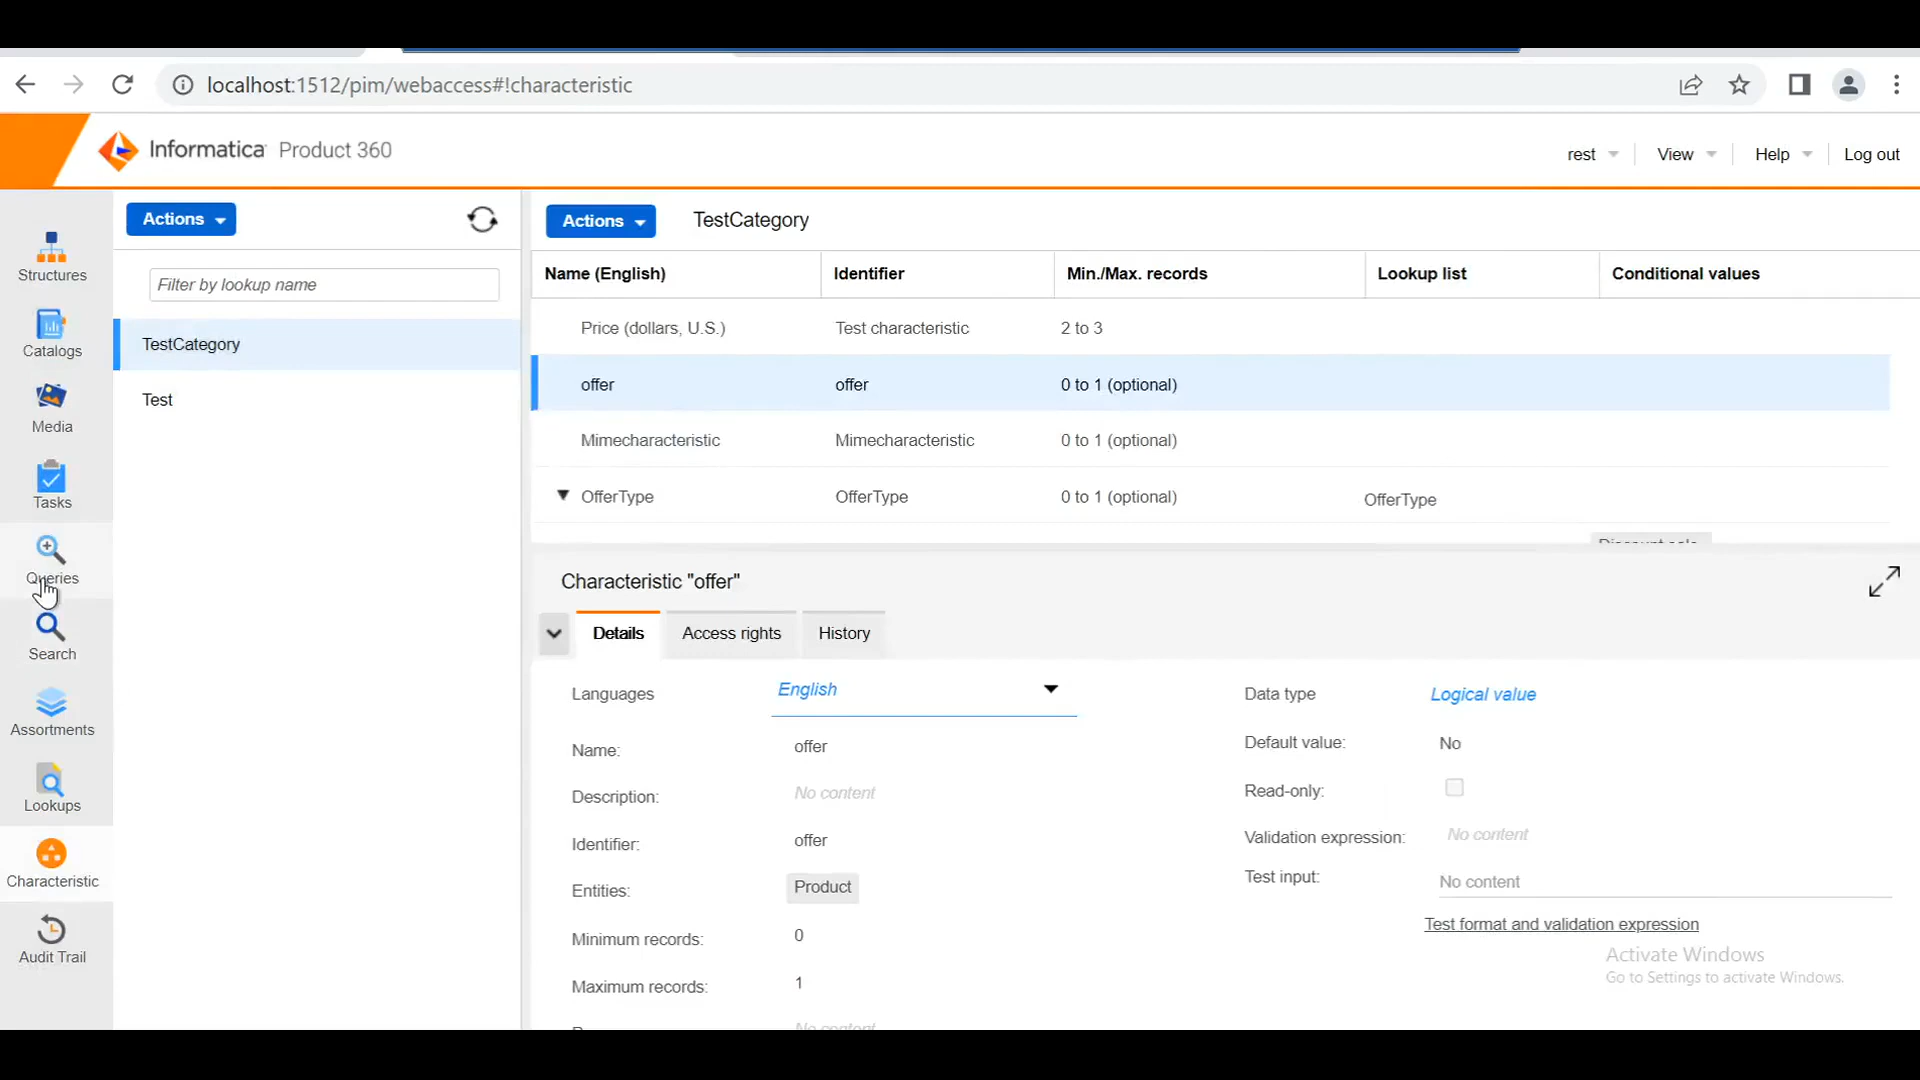 localhost:1512/pim/webaccess#!characteristic
Informatica Product 360
rest View Help Log out
Structures
Catalogs
Media
Tasks
Queries
Search
Assortments
Lookups
Characteristic
Audit Trail
Actions
Filter by lookup name
TestCategory
Test
Actions TestCategory
Name (English) Identifier Min./Max. records Lookup list Conditional values
Price (dollars, U.S.) Test characteristic 2 to 3
offer offer 0 to 1 (optional)
Mimecharacteristic Mimecharacteristic 0 to 1 (optional)
OfferType OfferType 0 to 1 (optional) OfferType
Characteristic "offer"
Details Access rights History
Languages English
Name: offer
Description: No content
Identifier: offer
Entities: Product
Minimum records: 0
Maximum records: 1
No content
Data type Logical value
Default value: No
Read-only:
Validation expression: No content
Test input: No content
Test format and validation expression
Activate Windows
Go to Settings to activate Windows.